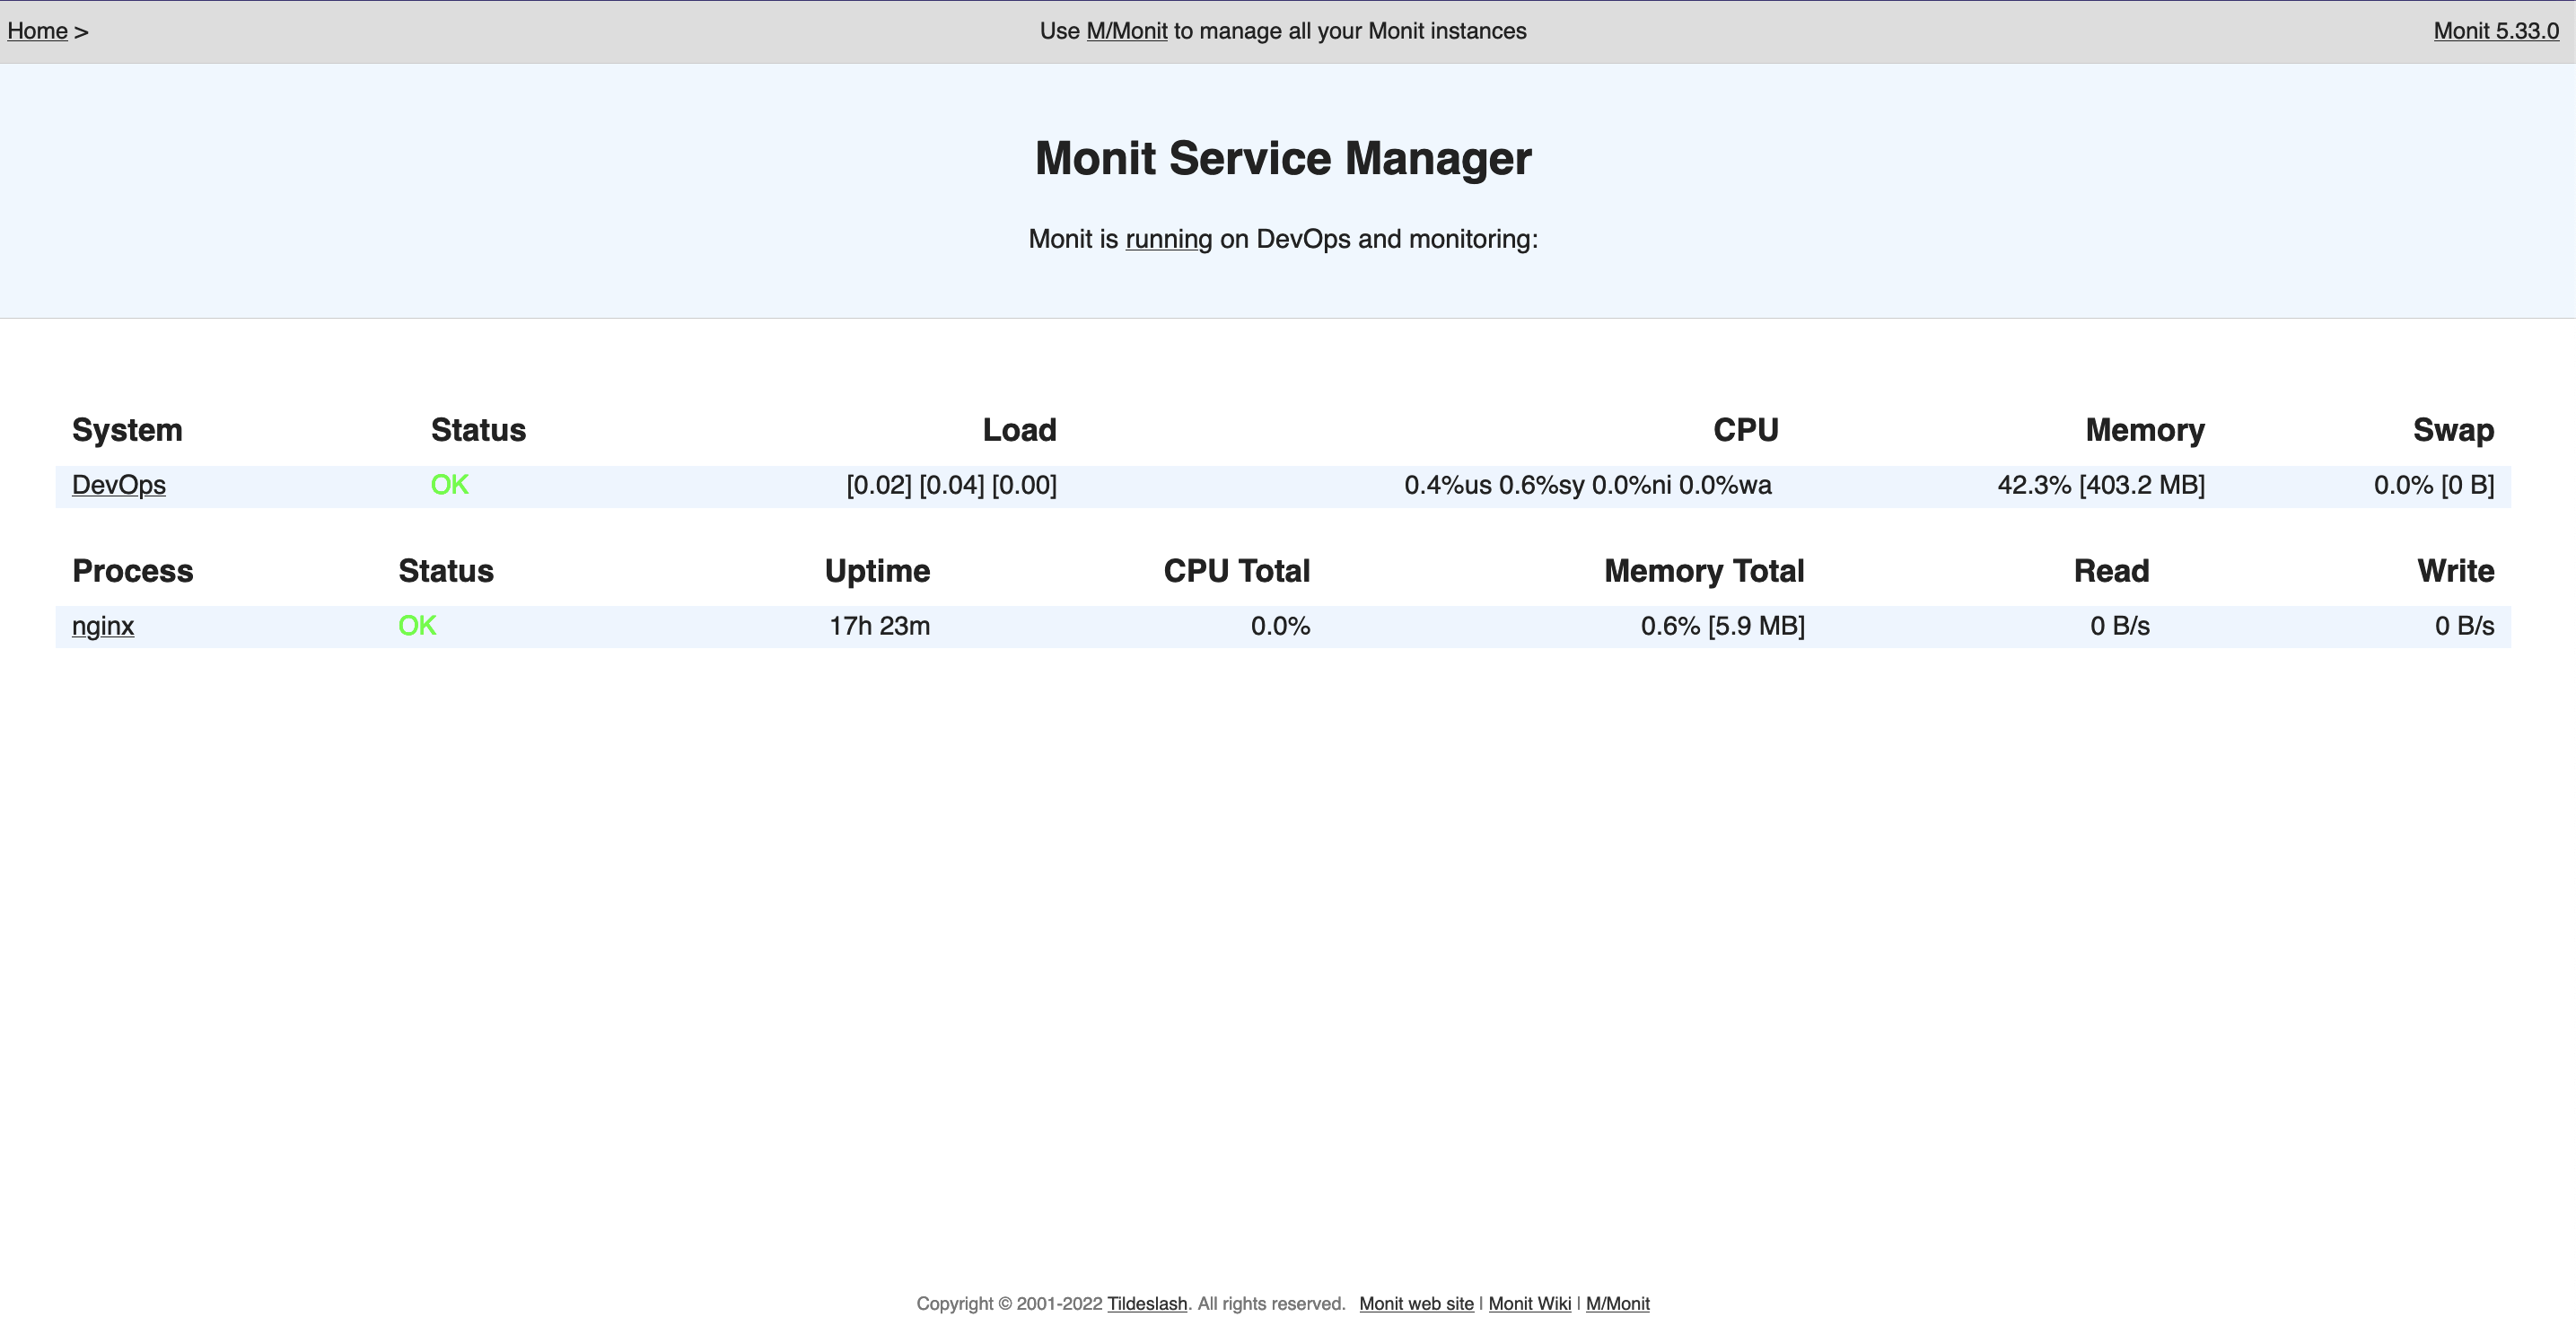 Home > Use M/Monit to manage all your Monit instances Monit 5.33.0
Monit Service Manager
Monit is running on DevOps and monitoring:
System Status Load CPU Memory Swap
DevOps OK [0.02] [0.04] [0.00] 0.4%us 0.6%sy 0.0%ni 0.0%wa 42.3% [403.2 MB] 0.0% [0 B]
Process Status Uptime CPU Total Memory Total Read Write
nginx OK 17h 23m 0.0% 0.6% [5.9 MB] 0 B/s 0 B/s
Copyright © 2001-2022 Tildeslash. All rights reserved. Monit web site | Monit Wiki | M/Monit